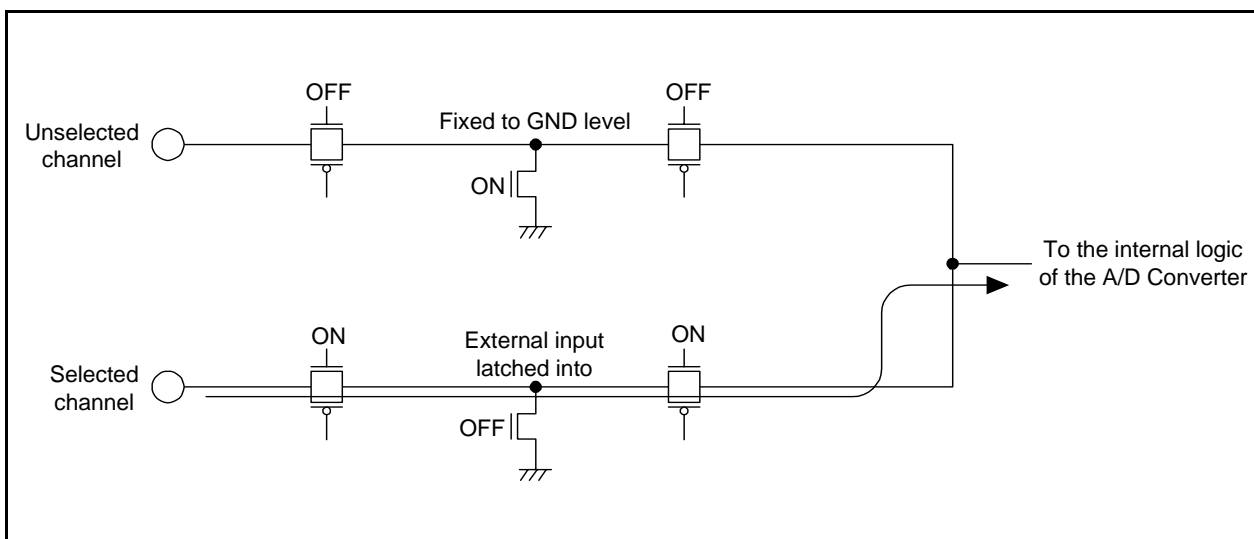 OFF
OFF
Unselected
channel
Fixed to GND level
ON
To the internal logic
of the A/D Converter
ON
External input
latched into
ON
Selected
channel
OFF